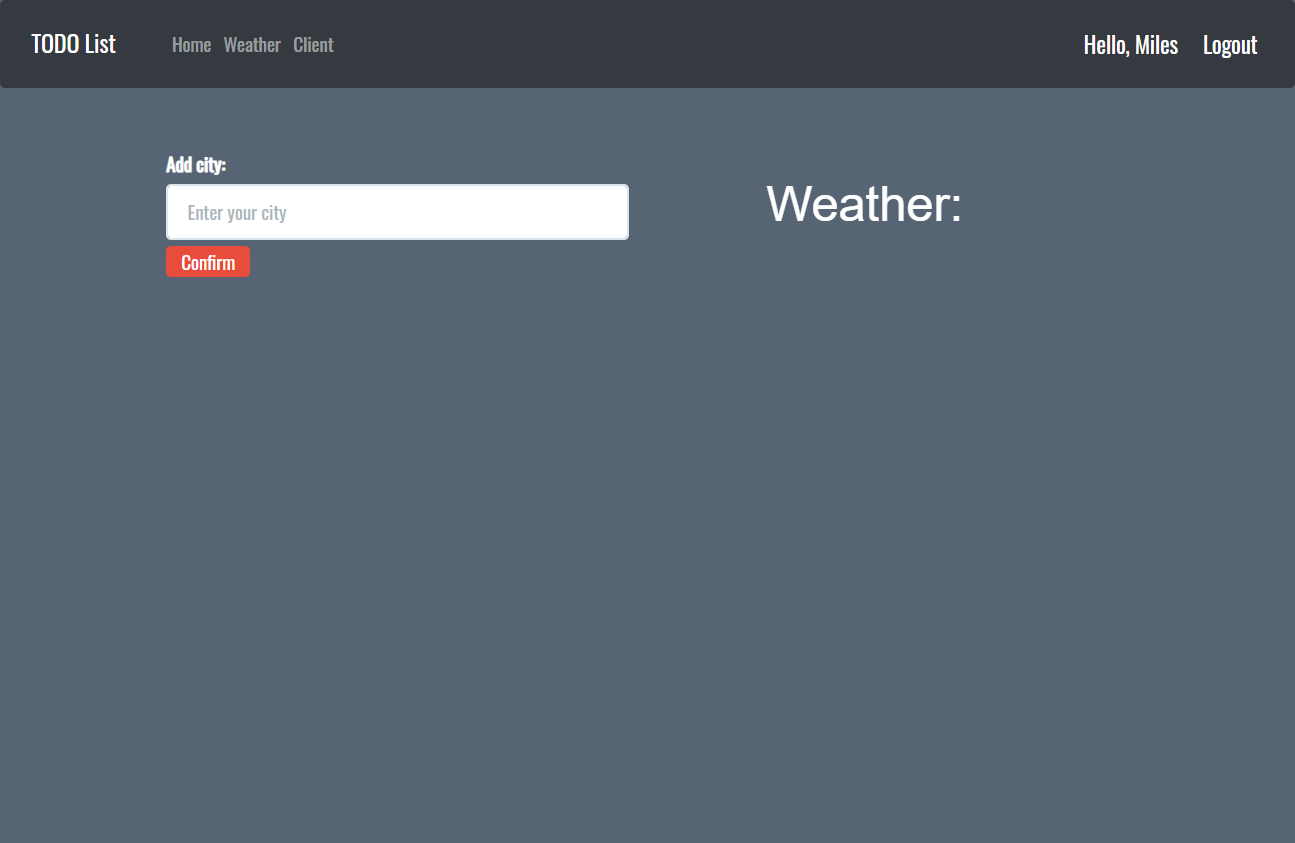 TODO List Home Weather Client Hello, Miles Logout
Add city:
Enter your city
Confirm
Weather: